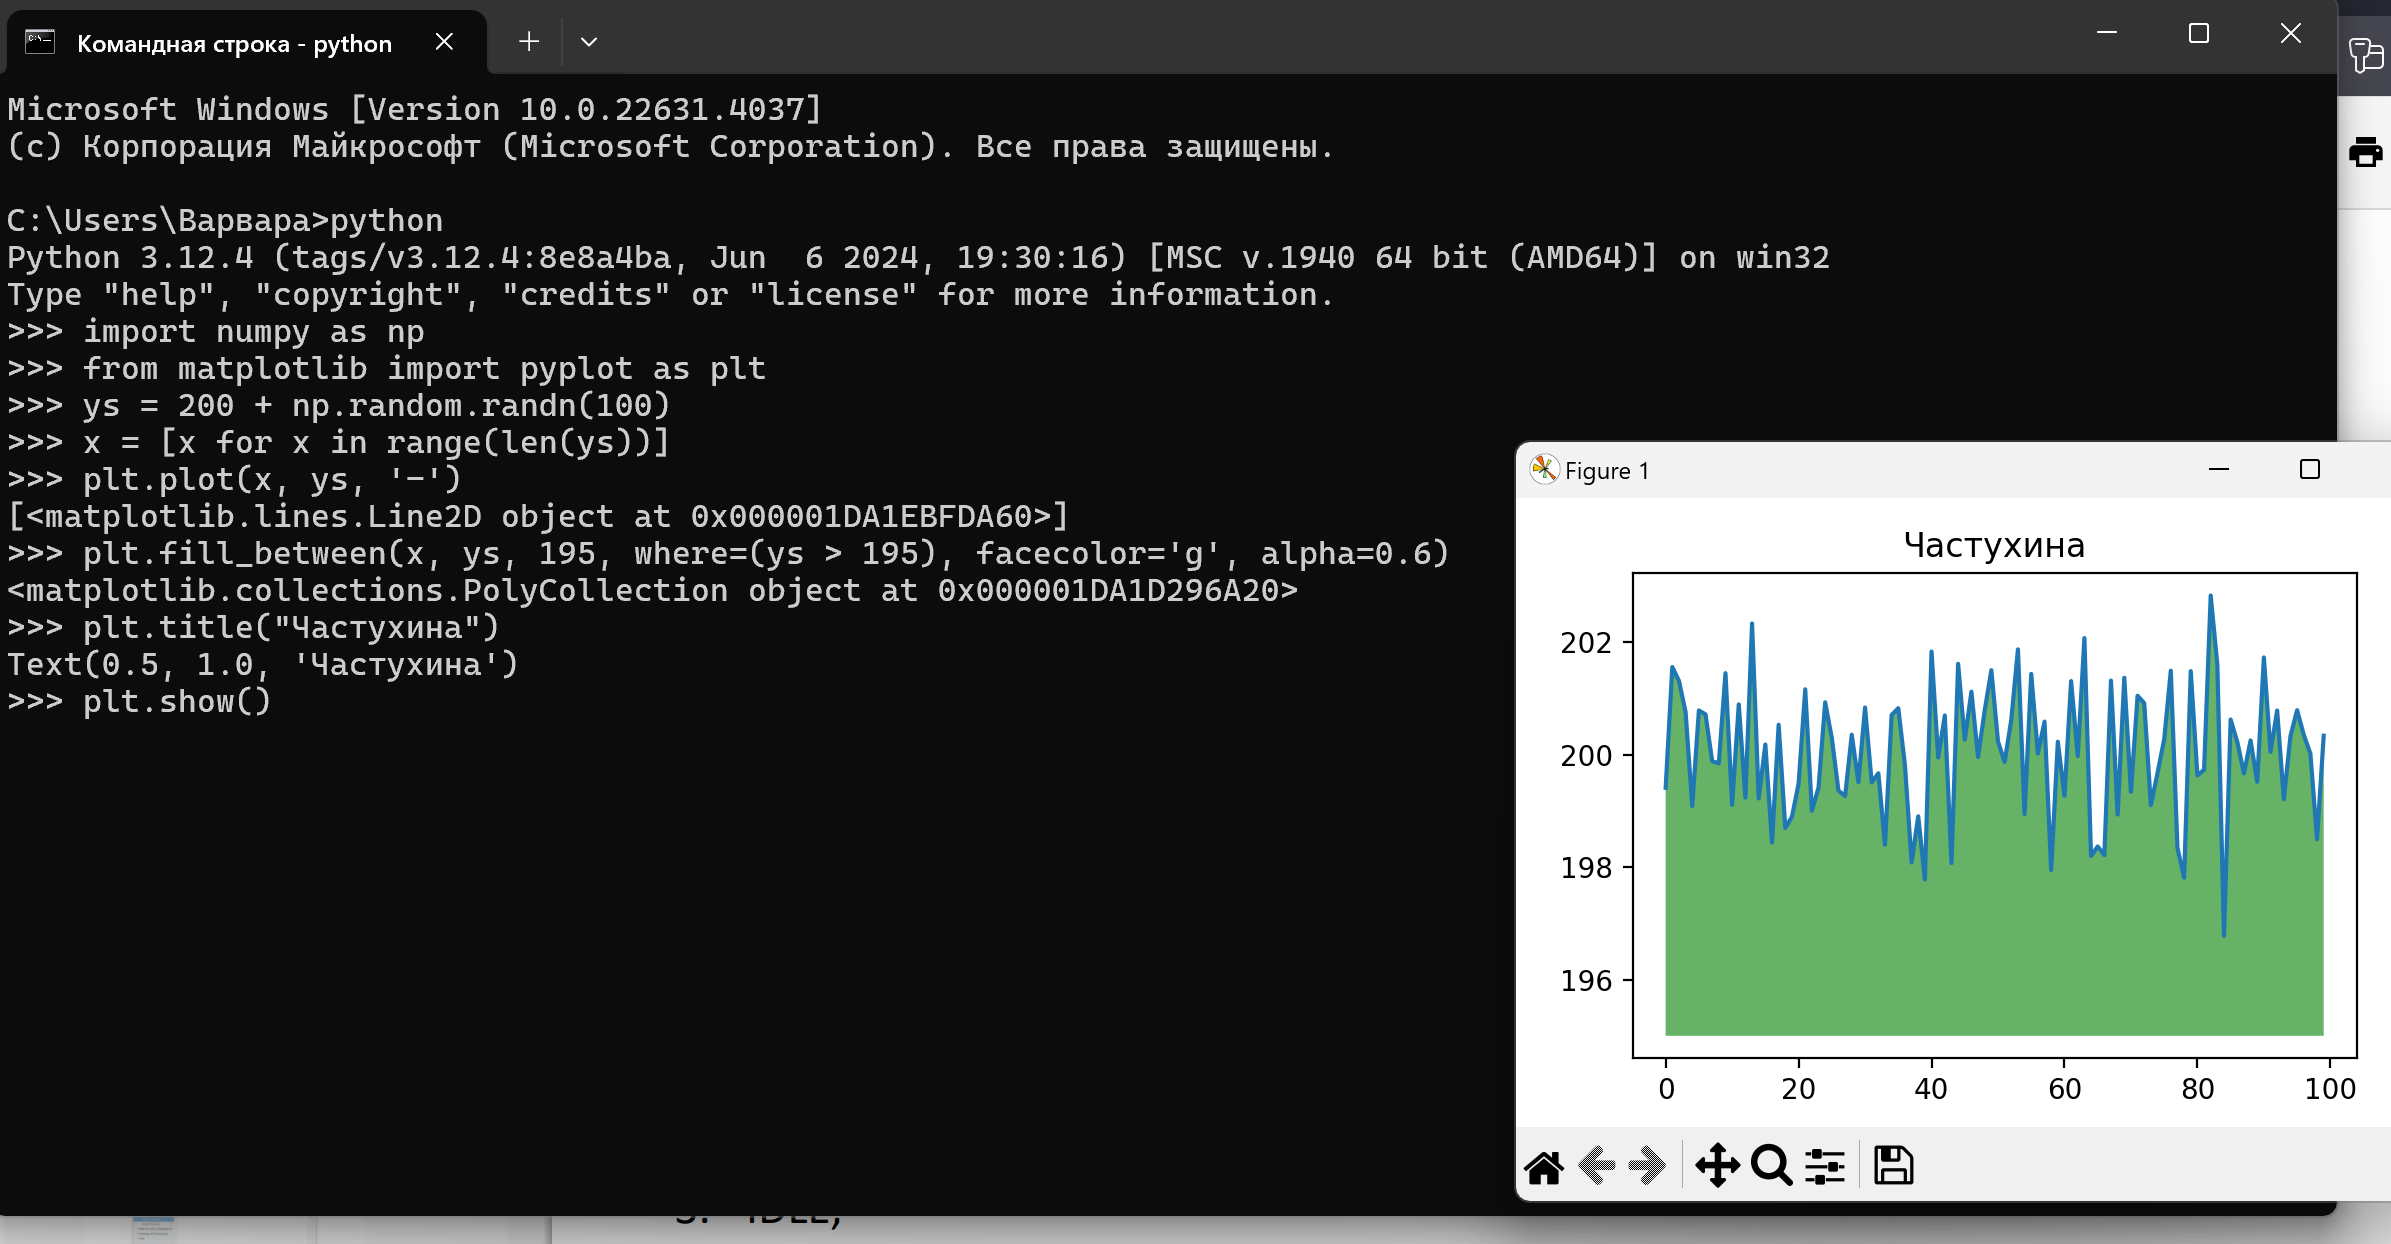 Командная строка - python
Microsoft Windows [Version 10.0.22631.4037]
(c) Корпорация Майкрософт (Microsoft Corporation). Все права защищены.
C:\Users\Варвара>python
Python 3.12.4 (tags/v3.12.4:8e8a4ba, Jun  6 2024, 19:30:16) [MSC v.1940 64 bit (AMD64)] on win32
Type "help", "copyright", "credits" or "license" for more information.
>>> import numpy as np
>>> from matplotlib import pyplot as plt
>>> ys = 200 + np.random.randn(100)
>>> x = [x for x in range(len(ys))]
>>> plt.plot(x, ys, '-')
[<matplotlib.lines.Line2D object at 0x000001DA1EBFDA60>]
>>> plt.fill_between(x, ys, 195, where=(ys > 195), facecolor='g', alpha=0.6)
<matplotlib.collections.PolyCollection object at 0x000001DA1D296A20>
>>> plt.title("Частухина")
Text(0.5, 1.0, 'Частухина')
>>> plt.show()
Figure 1
Частухина
202
200
198
196
0 20 40 60 80 100